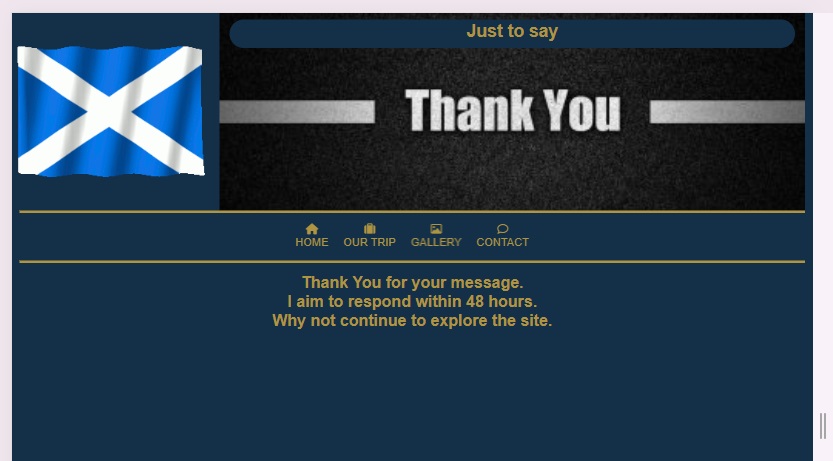 Just to say
Thank You
HOME OUR TRIP GALLERY CONTACT
Thank You for your message.
I aim to respond within 48 hours.
Why not continue to explore the site.